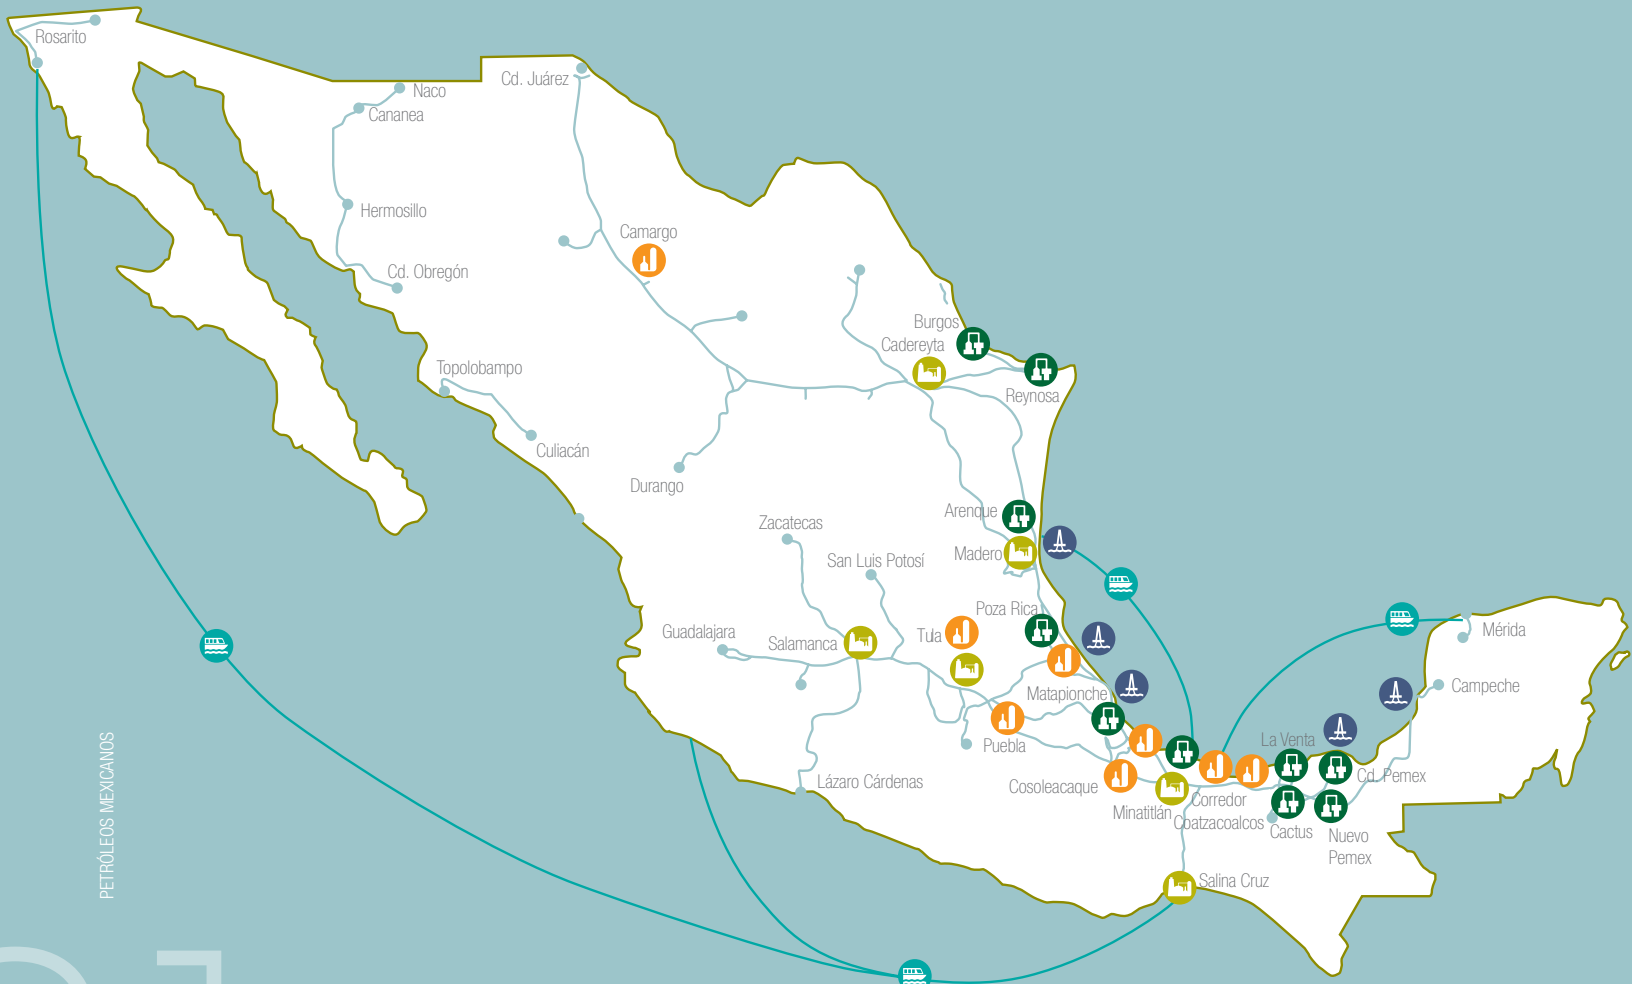 Rosarito
Naco
Cananea
Cd. Juárez
Hermosillo
Camargo
Cd. Obregón
Burgos
Cadereyta
Topolobampo
Reynosa
Culiacán
Durango
Arenque
Zacatecas
Madero
San Luis Potosí
Poza Rica
Guadalajara
Salamanca
Tula
Mérida
Campeche
Matapionche
Puebla
La Venta
Lázaro Cárdenas
Cosoleacaque
Cd. Pemex
Minatitlán
Corredor
Coatzacoalcos
Cactus
Nuevo
Pemex
Salina Cruz
PETRÓLEOS MEXICANOS